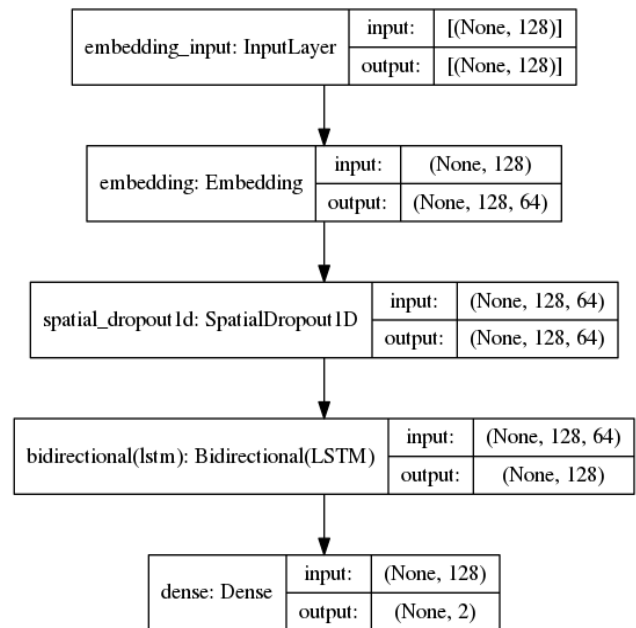 embedding_input: InputLayer
input: [(None, 128)]
output: [(None, 128)]
embedding: Embedding
input: (None, 128)
output: (None, 128, 64)
spatial_dropout1d: SpatialDropout1D
input: (None, 128, 64)
output: (None, 128, 64)
bidirectional(lstm): Bidirectional(LSTM)
input: (None, 128, 64)
output: (None, 128)
dense: Dense
input: (None, 128)
output: (None, 2)